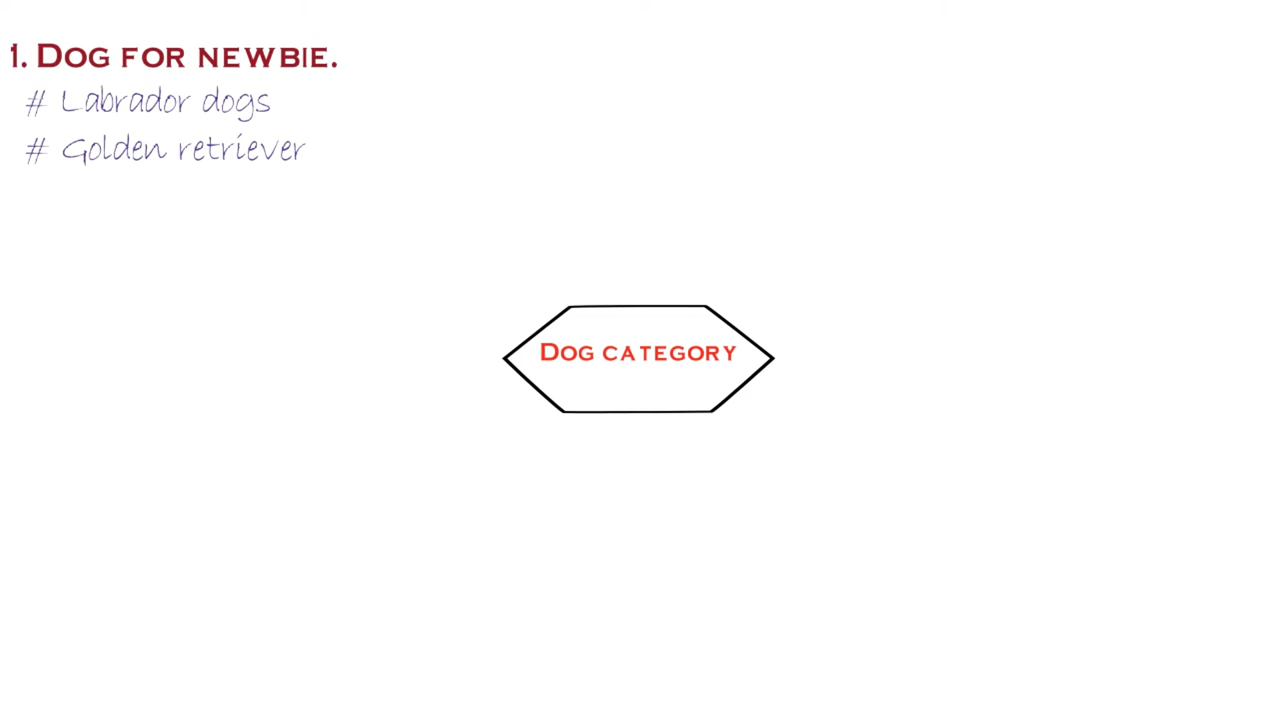 1. Dog for newbie.
# Labrador dogs
# Golden retriever
Dog category